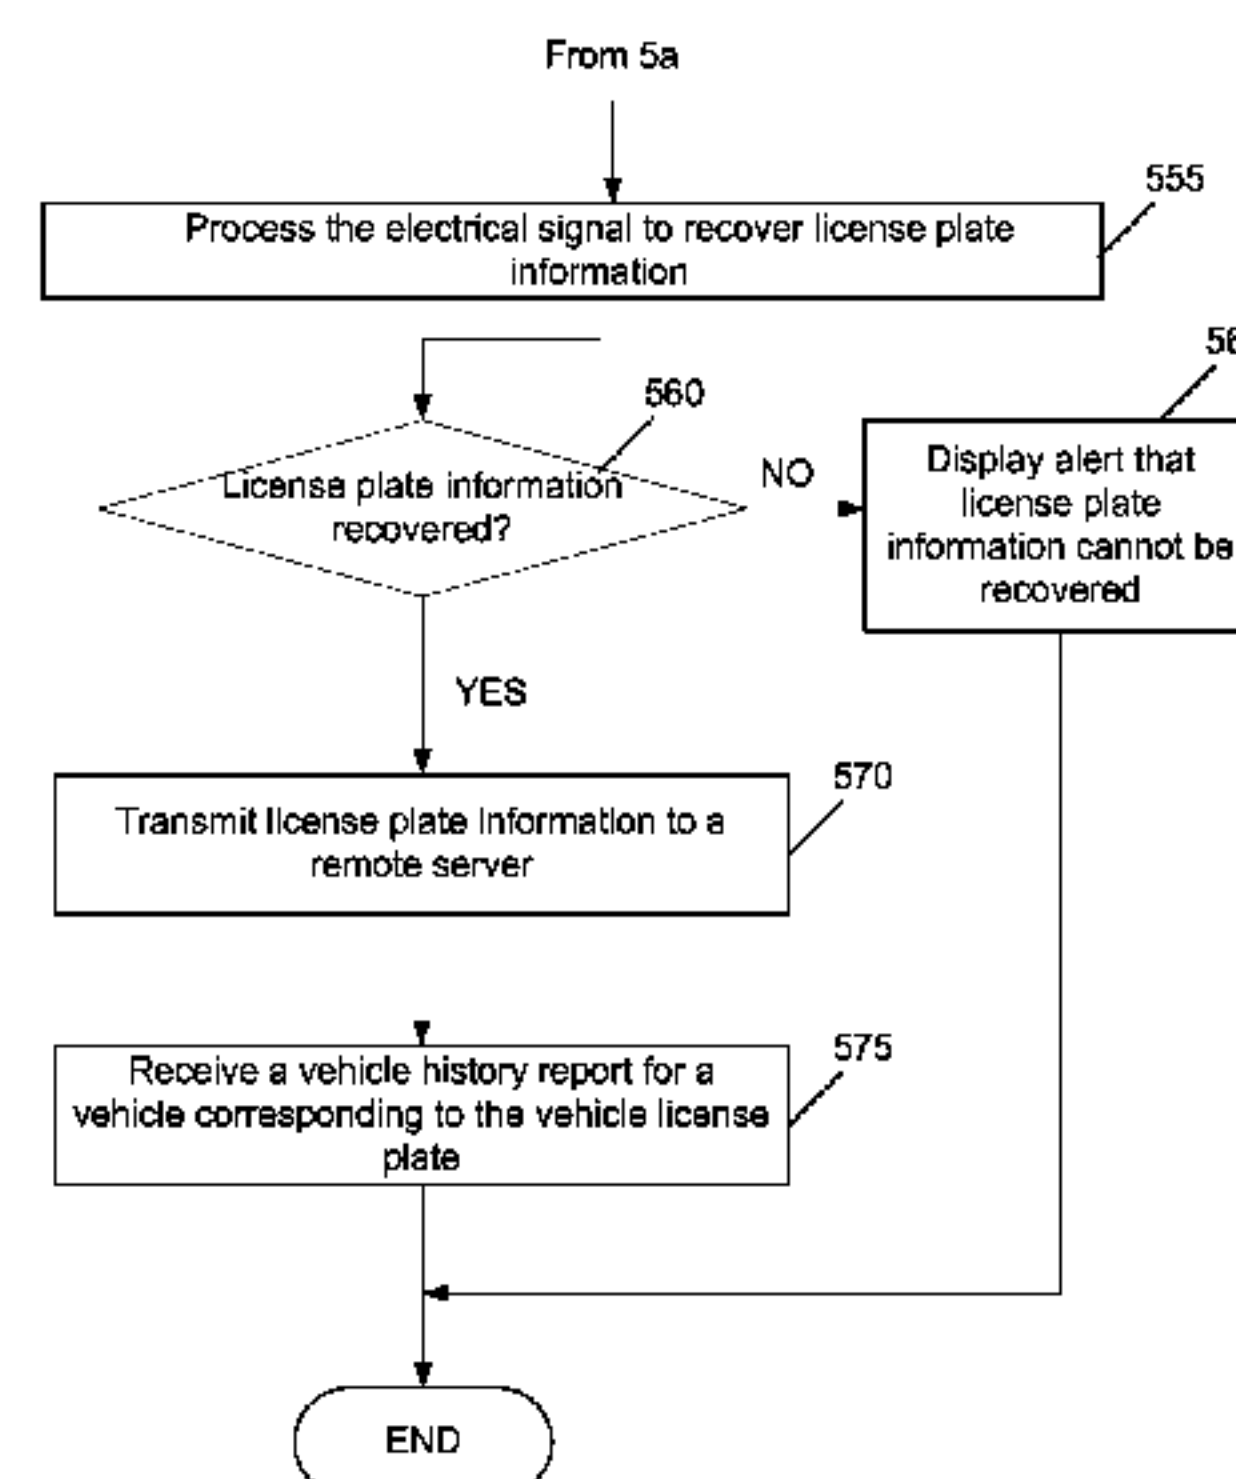 From 5a
555
Process the electrical signal to recover license plate
information
560
License plate information
recovered?
NO
Display alert that
license plate
information cannot be
recovered
YES
570
Transmit license plate information to a
remote server
575
Receive a vehicle history report for a
vehicle corresponding to the vehicle license
plate
END